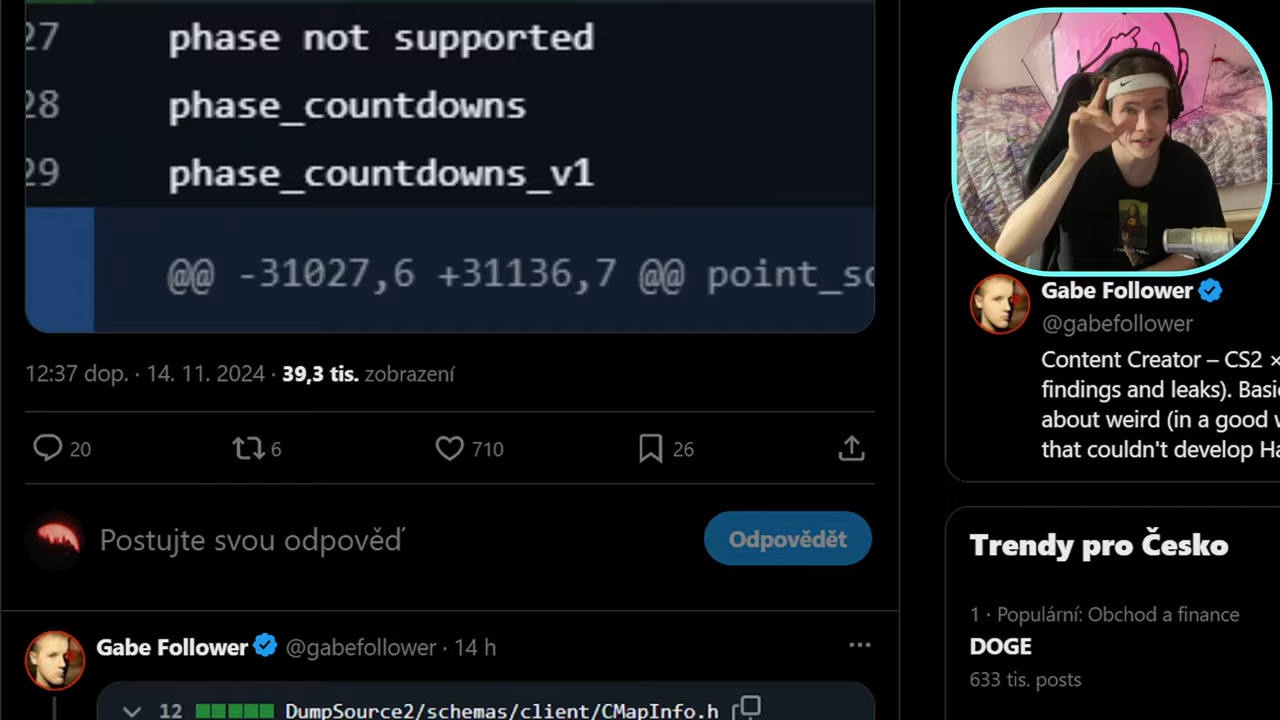 27 phase not supported
28 phase_countdowns
29 phase_countdowns_v1
@@ -31027,6 +31136,7 @@ point_sc
12:37 dop. · 14. 11. 2024 · 39,3 tis. zobrazení
20 6 710 26
Postujte svou odpověď
Odpovědět
Gabe Follower @gabefollower · 14 h ···
12 DumpSource2/schemas/client/CMapInfo.h
Gabe Follower
@gabefollower
Content Creator – CS2 ×
findings and leaks). Basi
about weird (in a good w
that couldn't develop Ha
Trendy pro Česko
1 · Populární: Obchod a finance
DOGE
633 tis. posts